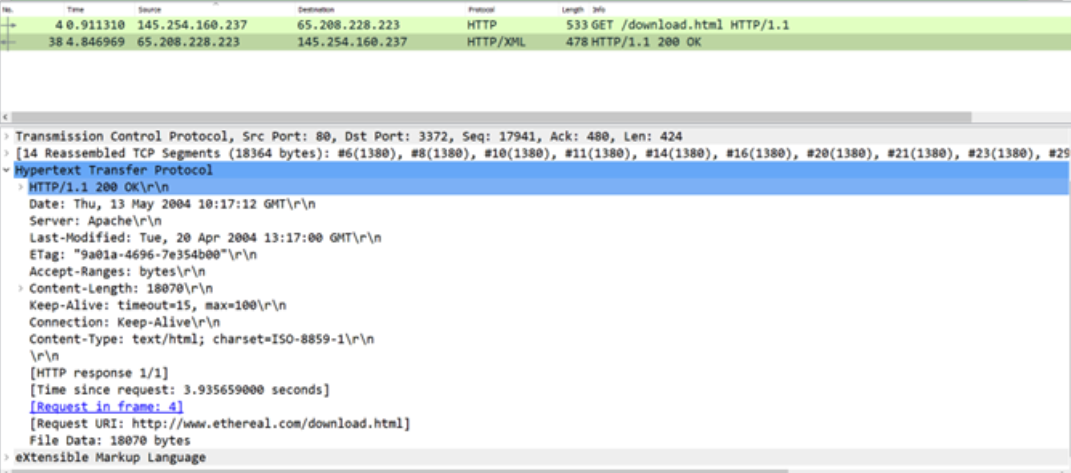 No. Time Source Destination Protocol Length Info
4 0.911310 145.254.160.237 65.208.228.223 HTTP 533 GET /download.html HTTP/1.1
38 4.846969 65.208.228.223 145.254.160.237 HTTP/XML 478 HTTP/1.1 200 OK
Transmission Control Protocol, Src Port: 80, Dst Port: 3372, Seq: 17941, Ack: 480, Len: 424
[14 Reassembled TCP Segments (18364 bytes): #6(1380), #8(1380), #10(1380), #11(1380), #14(1380), #16(1380), #20(1380), #21(1380), #23(1380), #29
Hypertext Transfer Protocol
HTTP/1.1 200 OK\r\n
Date: Thu, 13 May 2004 10:17:12 GMT\r\n
Server: Apache\r\n
Last-Modified: Tue, 20 Apr 2004 13:17:00 GMT\r\n
ETag: "9a01a-4696-7e354b00"\r\n
Accept-Ranges: bytes\r\n
Content-Length: 18070\r\n
Keep-Alive: timeout=15, max=100\r\n
Connection: Keep-Alive\r\n
Content-Type: text/html; charset=ISO-8859-1\r\n
\r\n
[HTTP response 1/1]
[Time since request: 3.935659000 seconds]
[Request in frame: 4]
[Request URI: http://www.ethereal.com/download.html]
File Data: 18070 bytes
eXtensible Markup Language